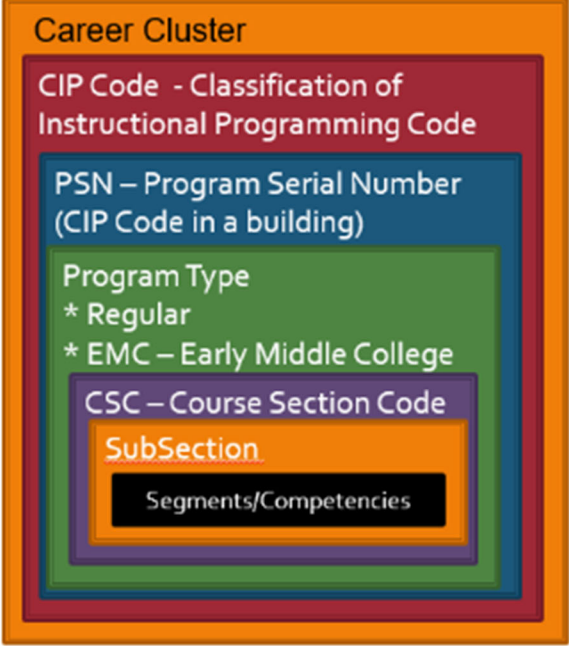 Career Cluster
CIP Code - Classification of
Instructional Programming Code
PSN – Program Serial Number
(CIP Code in a building)
Program Type
* Regular
* EMC – Early Middle College
CSC – Course Section Code
SubSection
Segments/Competencies